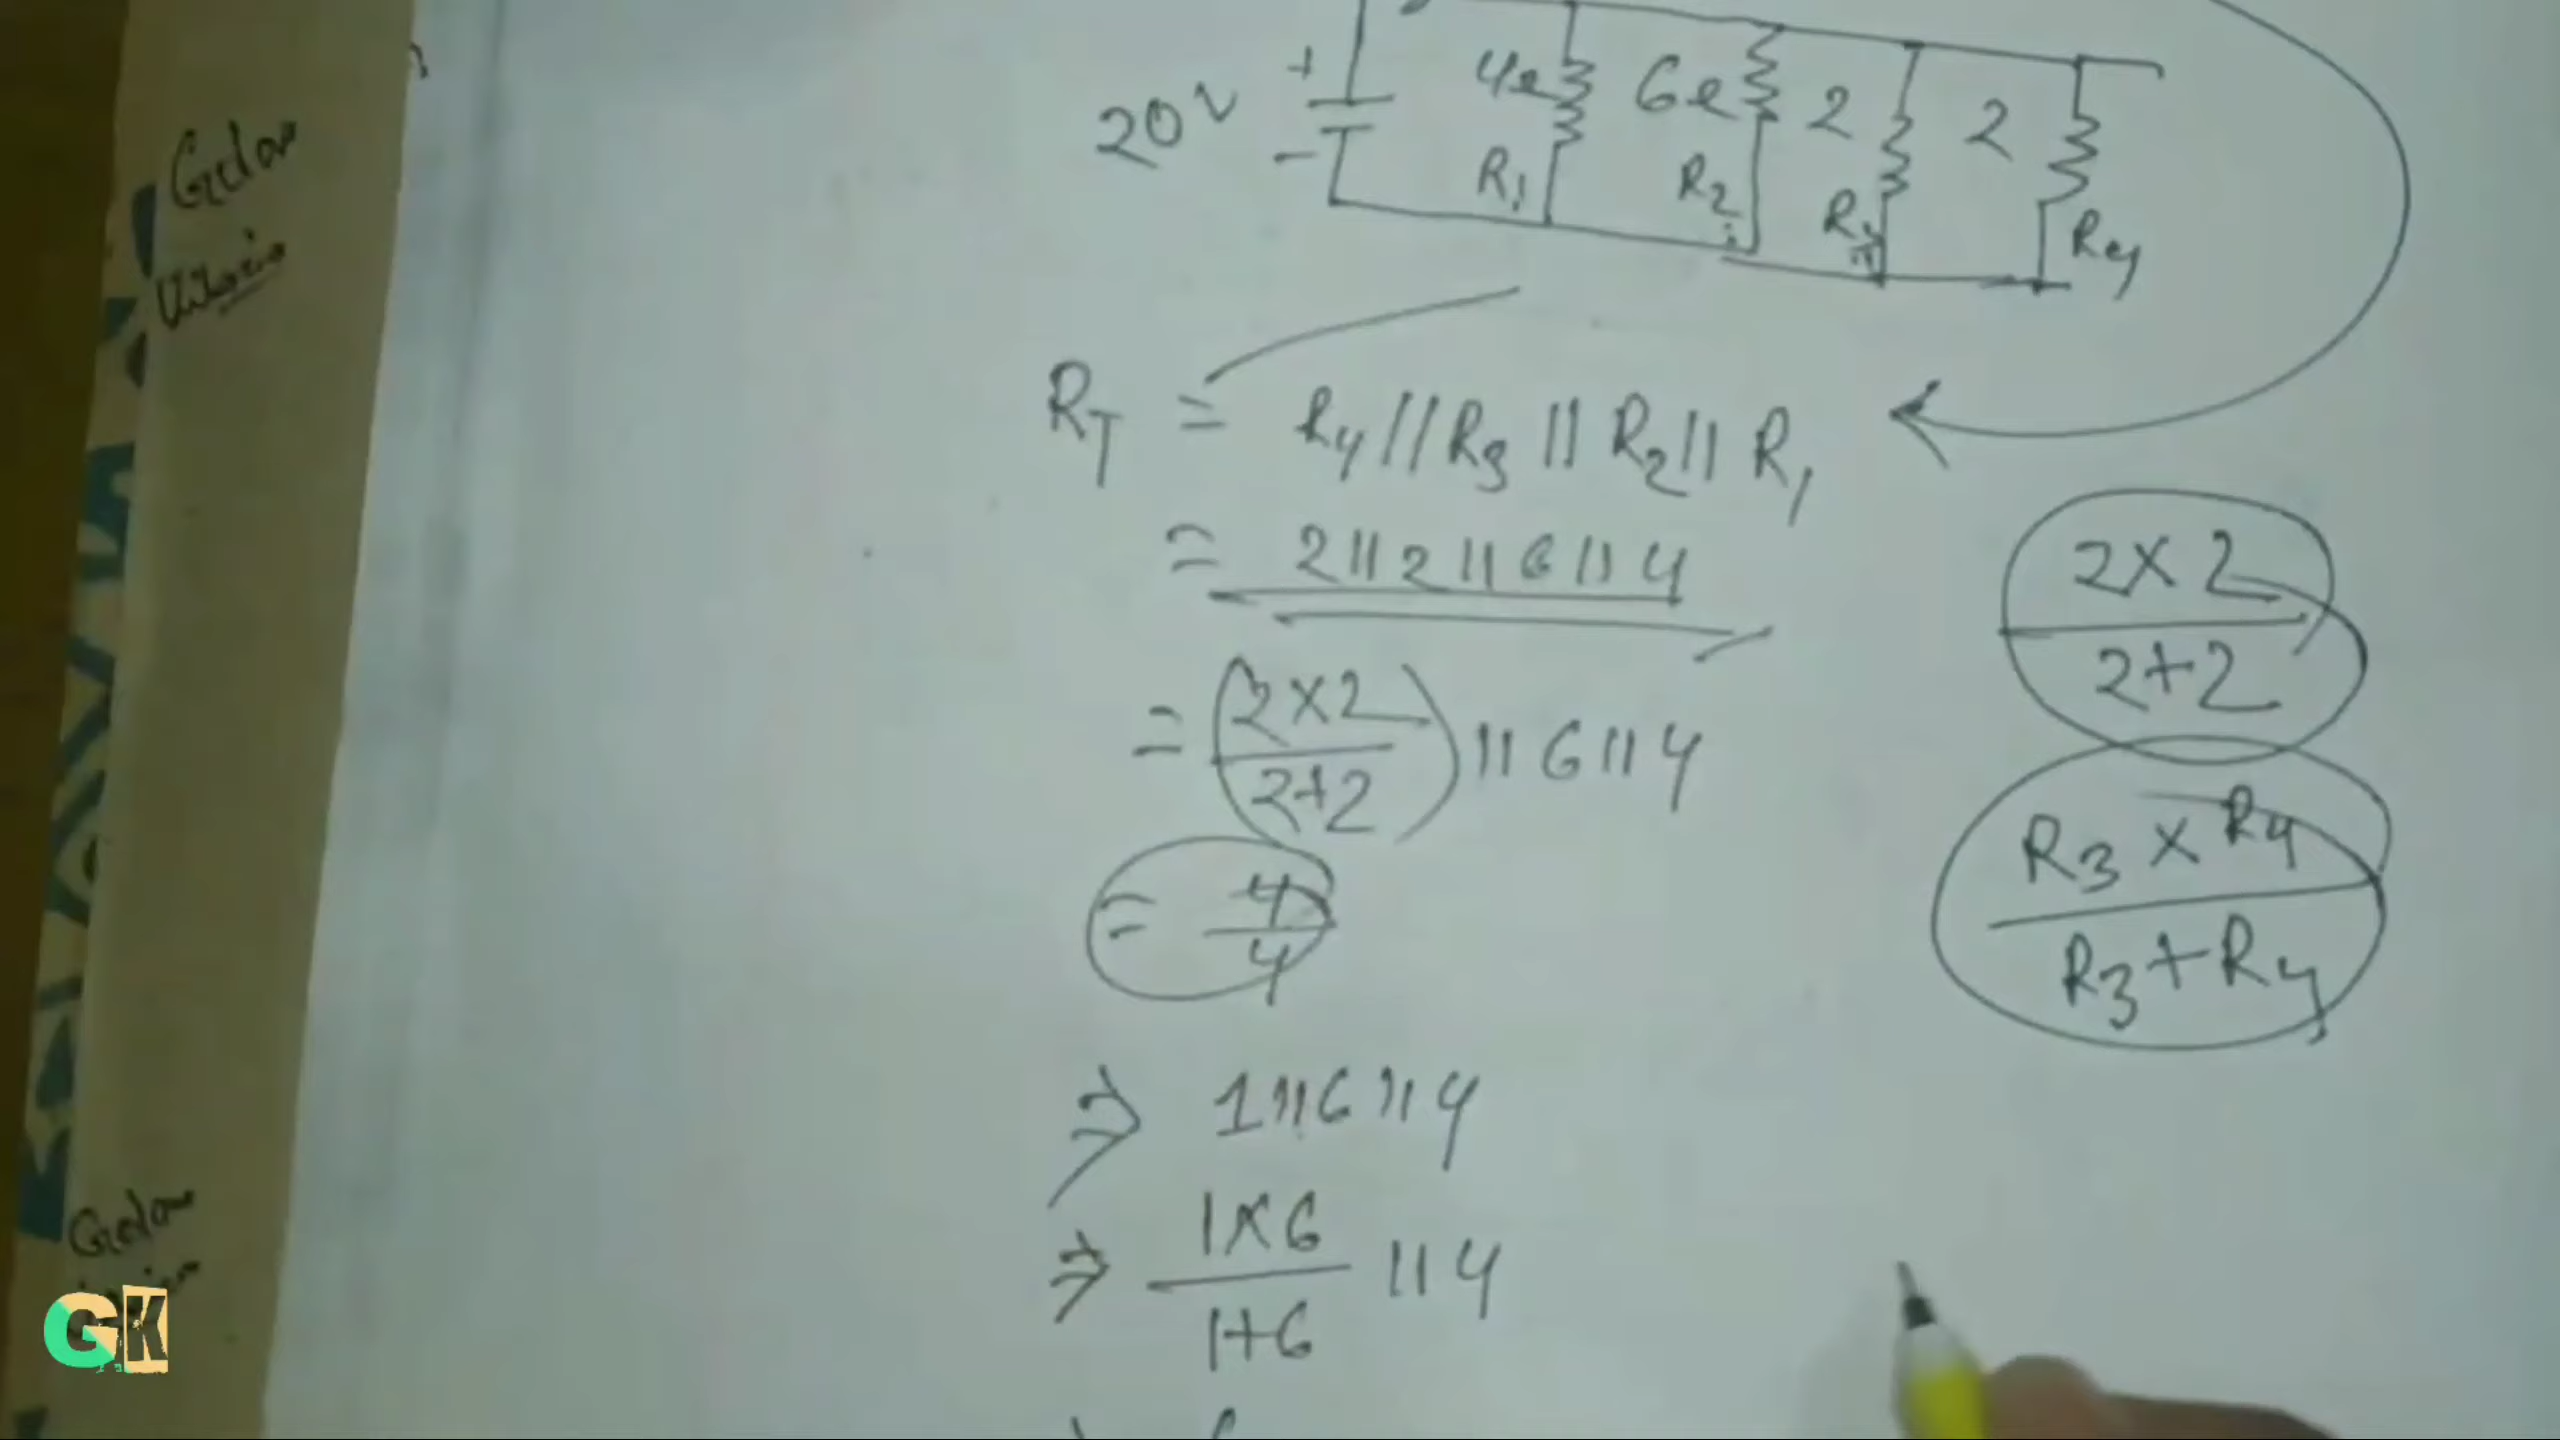 20V
+
-
4Ω
R1
6Ω
R2
2
2
R4
RT = R4 || R3 || R2 || R1
= 2 || 2 || 6 || 4
= (2×2 / 2+2) || 6 || 4
= 4/4
⇒ 1 || 6 || 4
⇒ 1×6 / 1+6 || 4
2×2 / 2+2
R3 × R4 / R3 + R4
GK